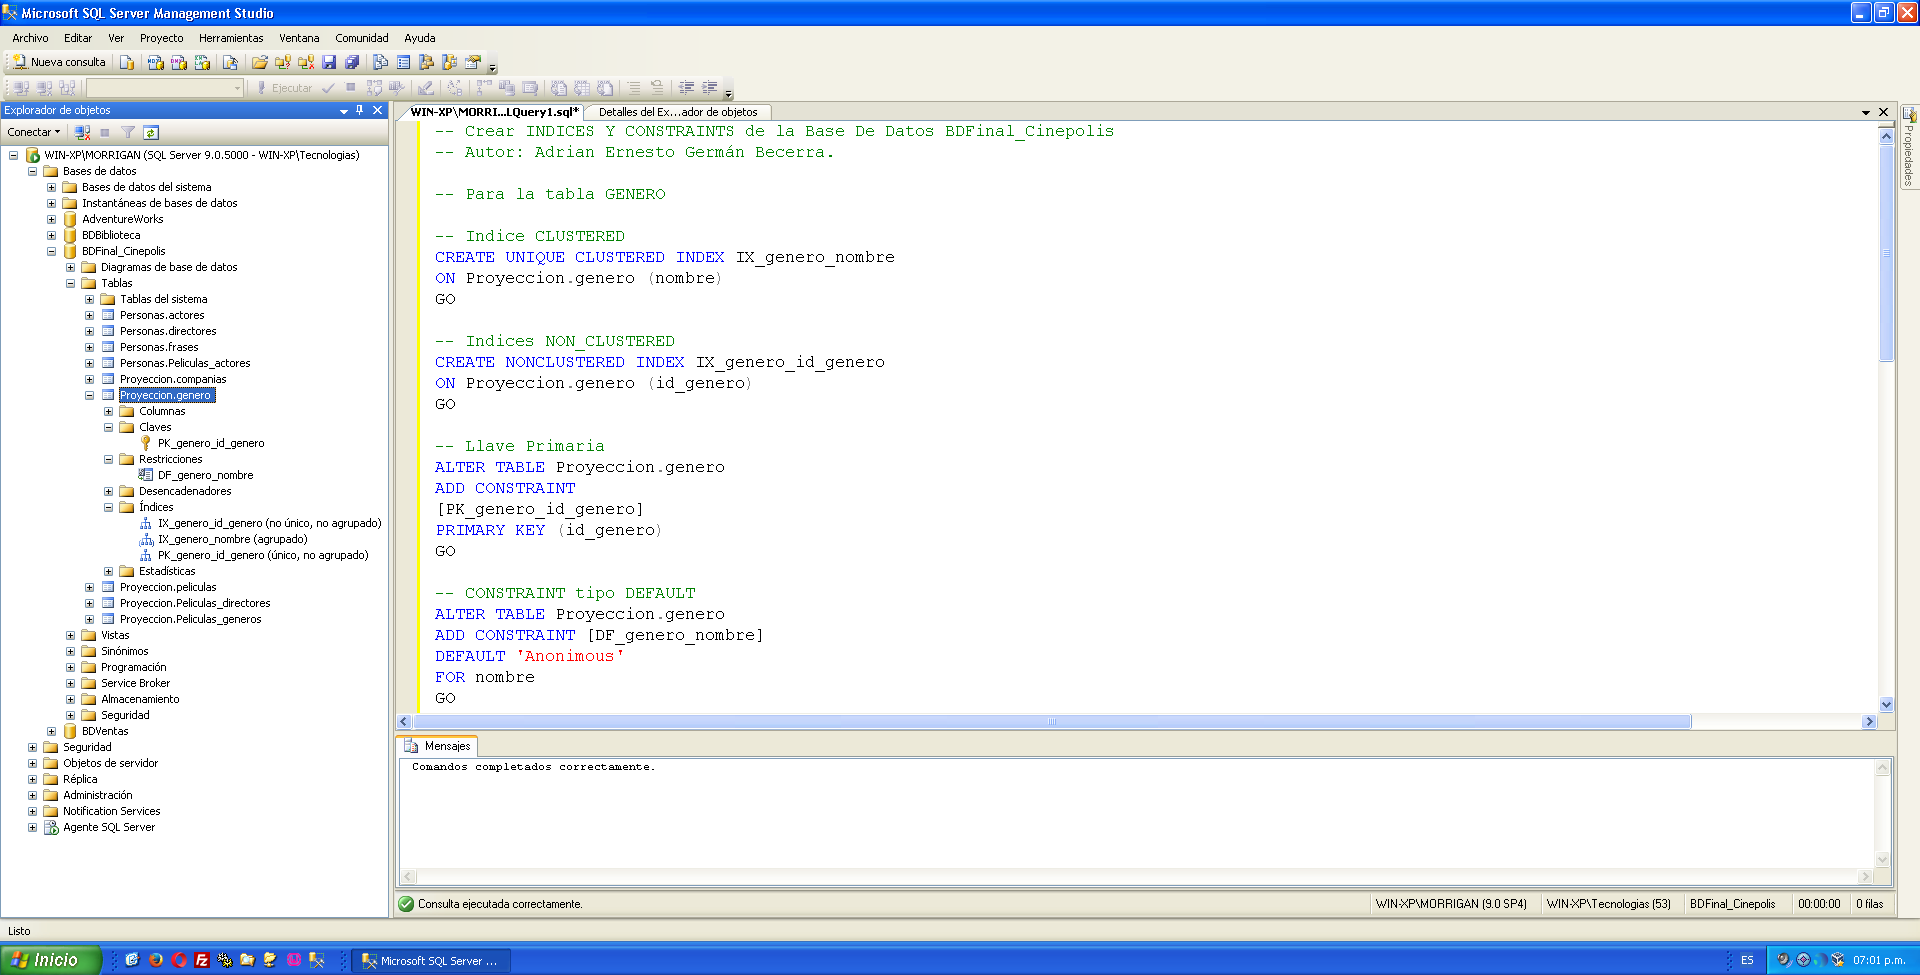 Microsoft SQL Server Management Studio
Archivo Editar Ver Proyecto Herramientas Ventana Comunidad Ayuda
Nueva consulta
Ejecutar
Explorador de objetos
Conectar
WIN-XP\MORRIGAN (SQL Server 9.0.5000 - WIN-XP\Tecnologias)
Bases de datos
Bases de datos del sistema
Instantáneas de bases de datos
AdventureWorks
BDBiblioteca
BDFinal_Cinepolis
Diagramas de base de datos
Tablas
Tablas del sistema
Personas.actores
Personas.directores
Personas.frases
Personas.Peliculas_actores
Proyeccion.companias
Proyeccion.genero
Columnas
Claves
PK_genero_id_genero
Restricciones
DF_genero_nombre
Desencadenadores
Índices
IX_genero_id_genero (no único, no agrupado)
IX_genero_nombre (agrupado)
PK_genero_id_genero (único, no agrupado)
Estadísticas
Proyeccion.peliculas
Proyeccion.Peliculas_directores
Proyeccion.Peliculas_generos
Vistas
Sinónimos
Programación
Service Broker
Almacenamiento
Seguridad
BDVentas
Seguridad
Objetos de servidor
Réplica
Administración
Notification Services
Agente SQL Server
WIN-XP\MORRI...LQuery1.sql* Detalles del Ex...ador de objetos
-- Crear INDICES Y CONSTRAINTS de la Base De Datos BDFinal_Cinepolis
-- Autor: Adrian Ernesto Germán Becerra.
-- Para la tabla GENERO
-- Indice CLUSTERED
CREATE UNIQUE CLUSTERED INDEX IX_genero_nombre
ON Proyeccion.genero (nombre)
GO
-- Indices NON_CLUSTERED
CREATE NONCLUSTERED INDEX IX_genero_id_genero
ON Proyeccion.genero (id_genero)
GO
-- Llave Primaria
ALTER TABLE Proyeccion.genero
ADD CONSTRAINT
[PK_genero_id_genero]
PRIMARY KEY (id_genero)
GO
-- CONSTRAINT tipo DEFAULT
ALTER TABLE Proyeccion.genero
ADD CONSTRAINT [DF_genero_nombre]
DEFAULT 'Anonimous'
FOR nombre
GO
Propiedades
Mensajes
Comandos completados correctamente.
Consulta ejecutada correctamente. WIN-XP\MORRIGAN (9.0 SP4) WIN-XP\Tecnologias (53) BDFinal_Cinepolis 00:00:00 0 filas
Listo
Inicio Microsoft SQL Server ... ES 07:01 p.m.